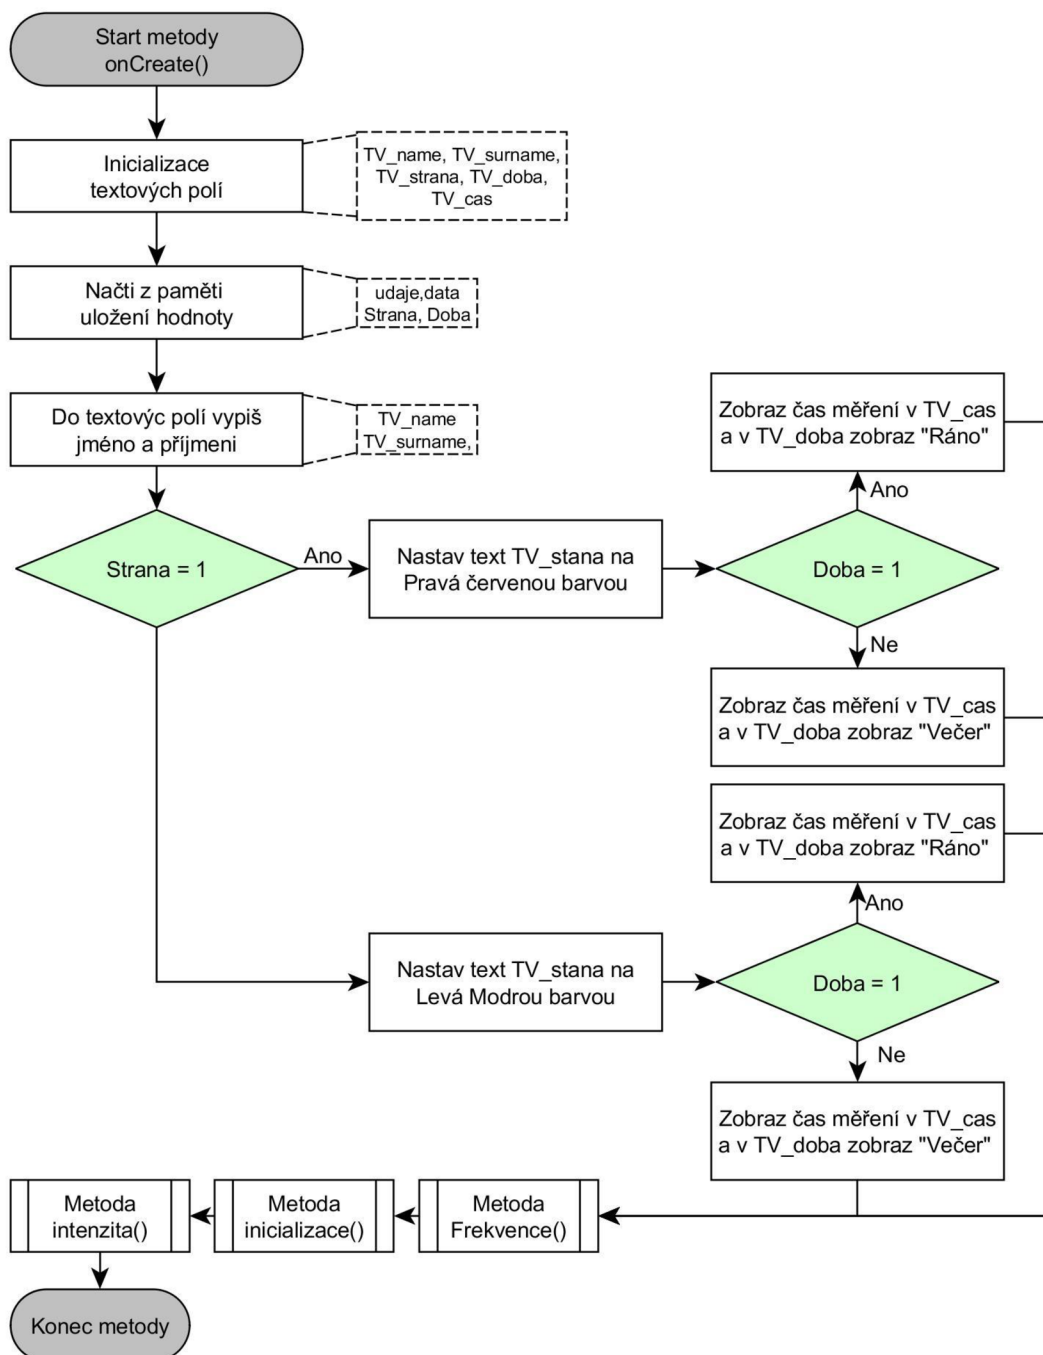 Start metody
onCreate()
Inicializace
textových polí
TV_name, TV_surname,
TV_strana, TV_doba,
TV_cas
Načti z paměti
uložení hodnoty
udaje,data
Strana, Doba
Do textovýc polí vypiš
jméno a příjmeni
TV_name
TV_surname,
Strana = 1
Ano
Nastav text TV_stana na
Pravá červenou barvou
Zobraz čas měření v TV_cas
a v TV_doba zobraz "Ráno"
Ano
Doba = 1
Ne
Zobraz čas měření v TV_cas
a v TV_doba zobraz "Večer"
Zobraz čas měření v TV_cas
a v TV_doba zobraz "Ráno"
Ano
Nastav text TV_stana na
Levá Modrou barvou
Doba = 1
Ne
Zobraz čas měření v TV_cas
a v TV_doba zobraz "Večer"
Metoda
intenzita()
Metoda
inicializace()
Metoda
Frekvence()
Konec metody